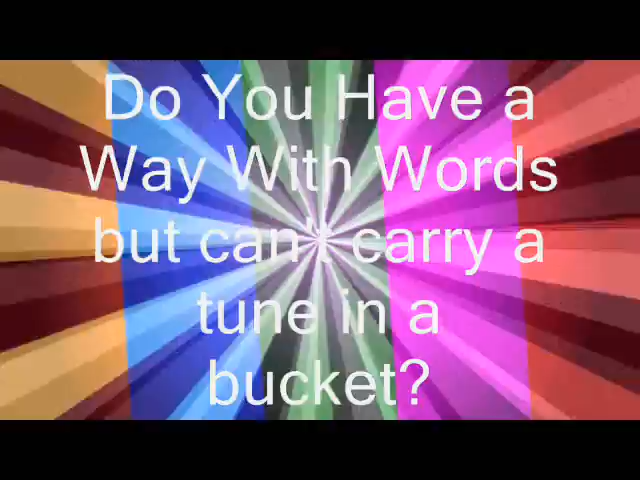 Do You Have a
Way With Words
but can't carry a
tune in a
bucket?